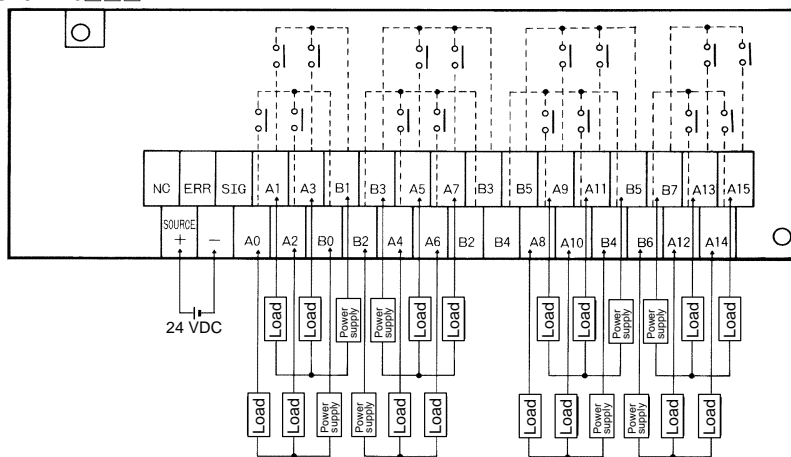 NC ERR SIG A1 A3 B1 B3 A5 A7 B3 B5 A9 A11 B5 B7 A13 A15
SOURCE
+ - A0 A2 B0 B2 A4 A6 B2 B4 A8 A10 B4 B6 A12 A14
24 VDC
Load Load Power supply Power supply Load Load Load Load Power supply Power supply Load Load
Load Load Power supply Power supply Load Load Load Load Power supply Power supply Load Load